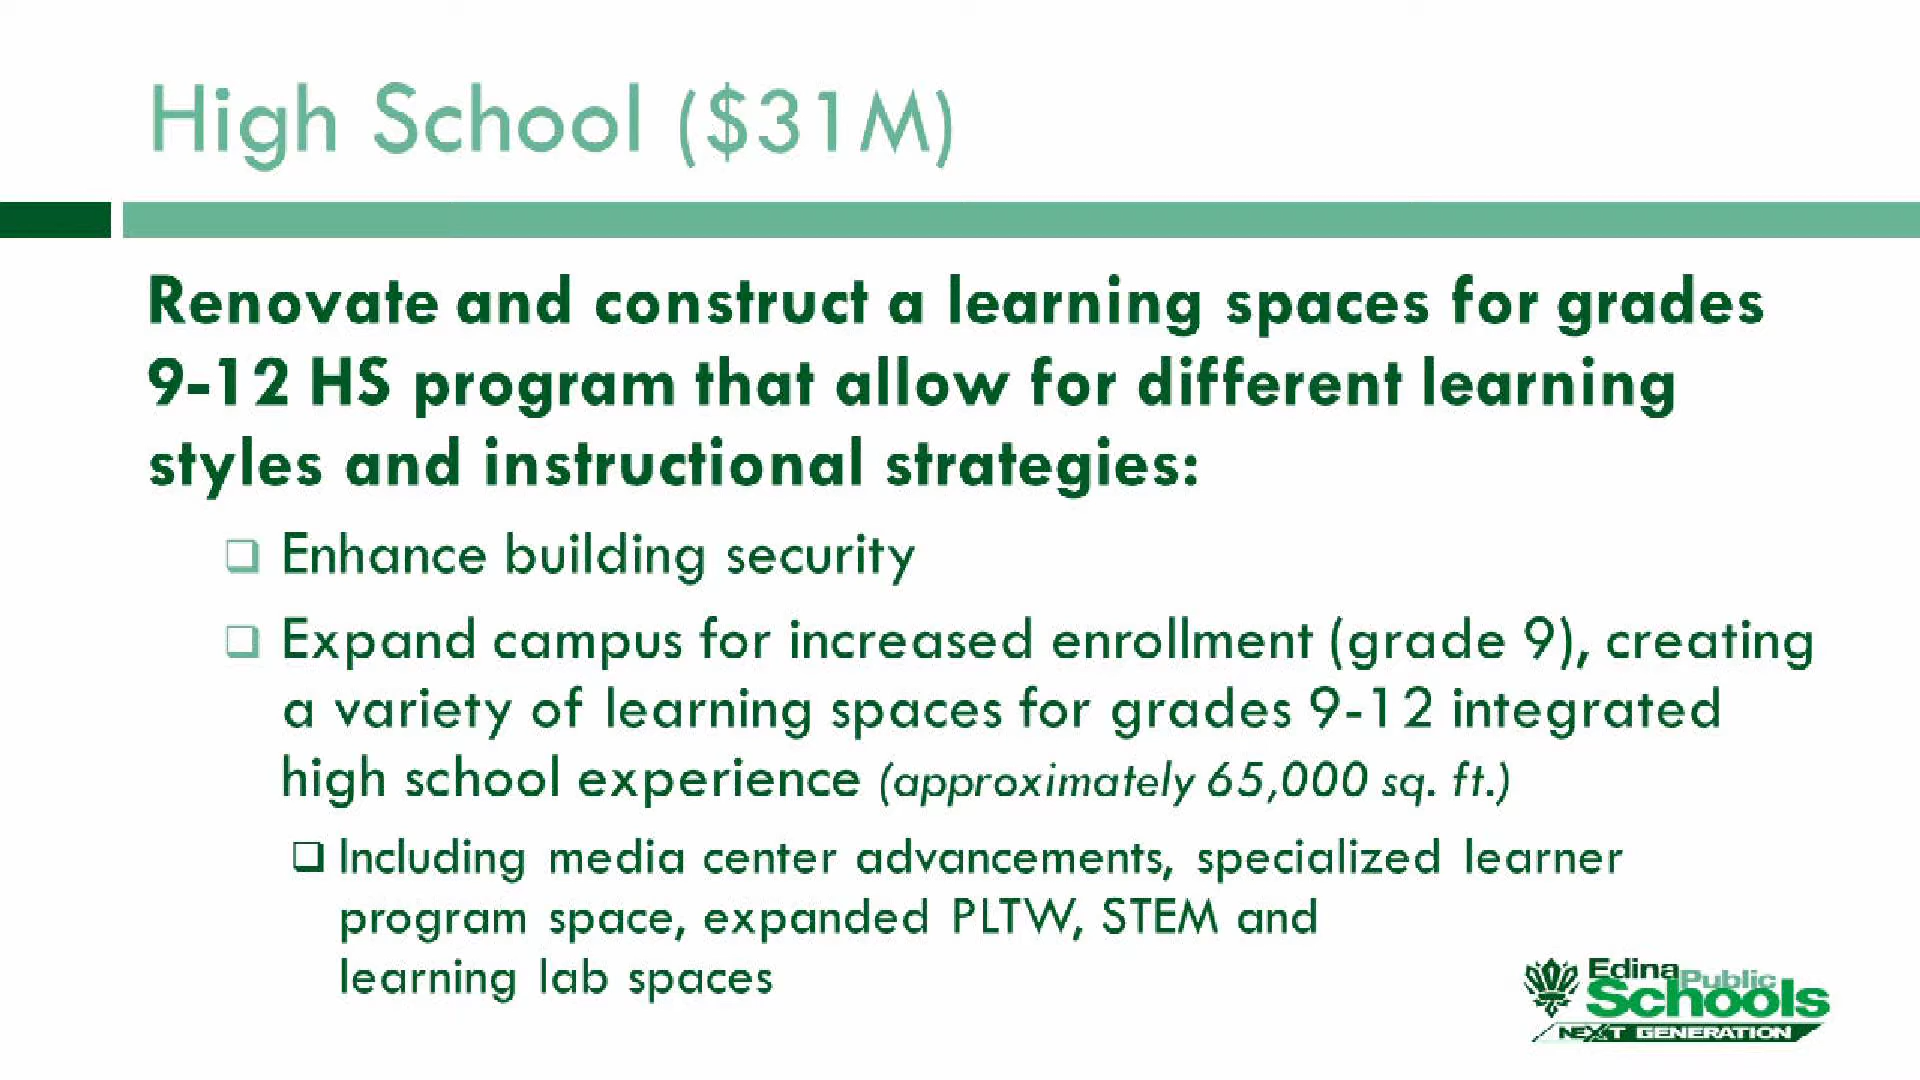 High School ($31M)
Renovate and construct a learning spaces for grades
9-12 HS program that allow for different learning
styles and instructional strategies:
Enhance building security
Expand campus for increased enrollment (grade 9), creating
a variety of learning spaces for grades 9-12 integrated
high school experience (approximately 65,000 sq. ft.)
Including media center advancements, specialized learner
program space, expanded PLTW, STEM and
learning lab spaces
Edina Public
Schools
NEXT GENERATION